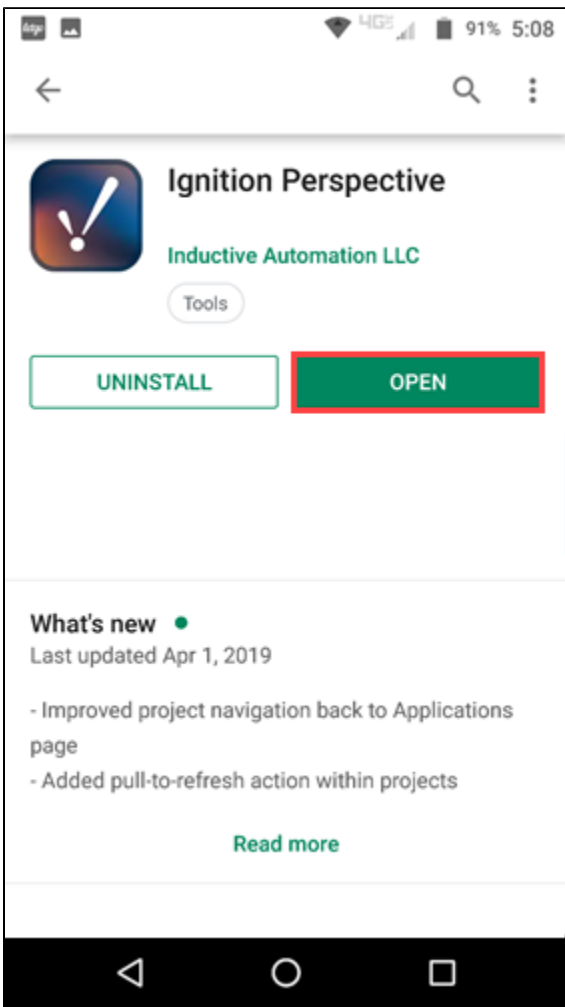 4G 91% 5:08
Ignition Perspective
Inductive Automation LLC
Tools
UNINSTALL OPEN
What's new
Last updated Apr 1, 2019
- Improved project navigation back to Applications
page
- Added pull-to-refresh action within projects
Read more